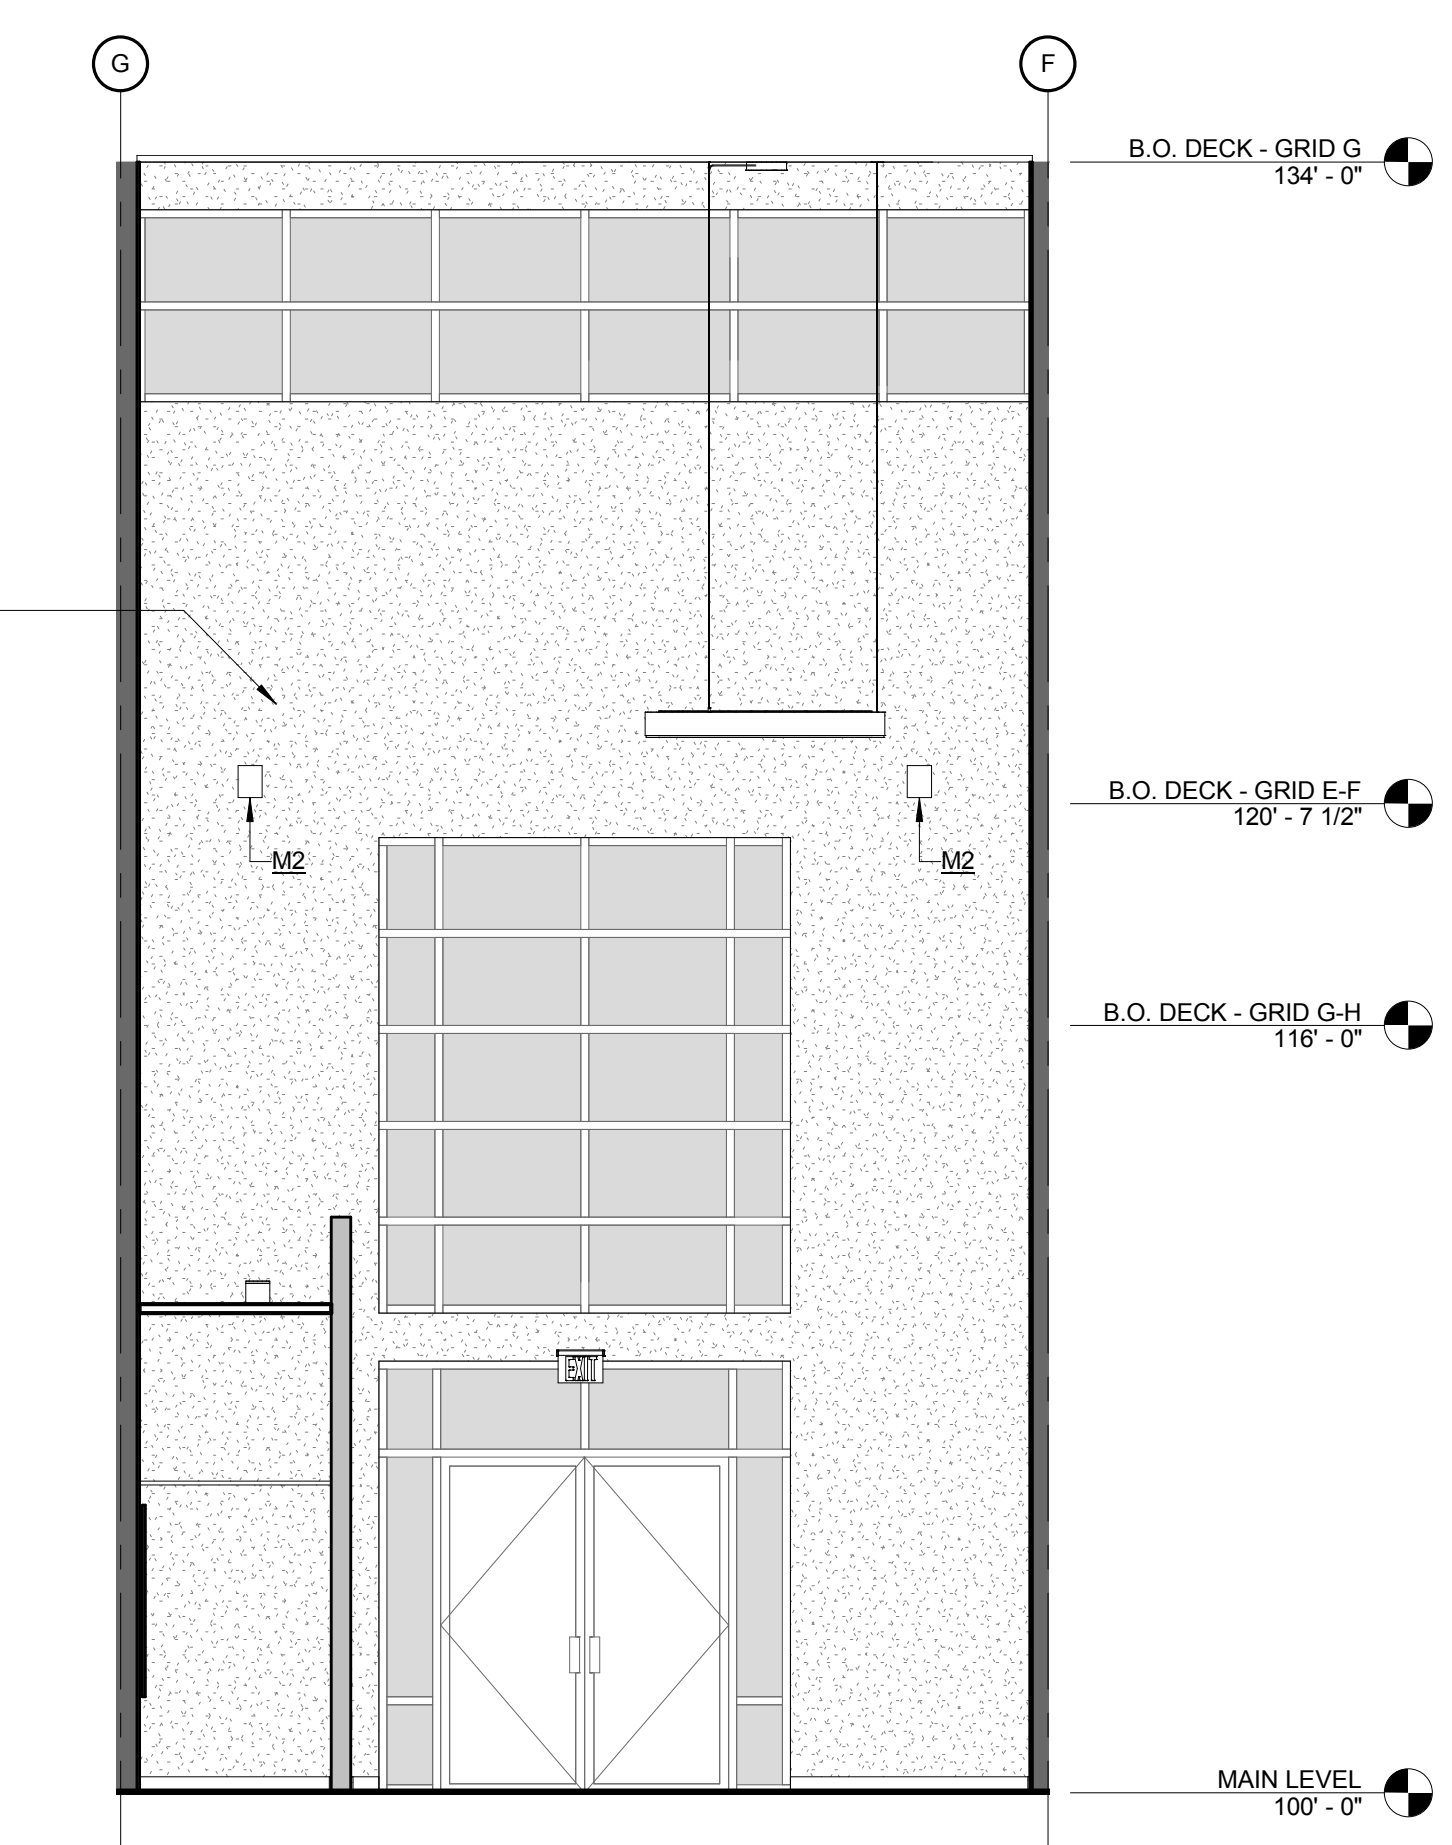 G
F
B.O. DECK - GRID G
134' - 0"
B.O. DECK - GRID E-F
120' - 7 1/2"
M2
M2
B.O. DECK - GRID G-H
116' - 0"
EXIT
MAIN LEVEL
100' - 0"